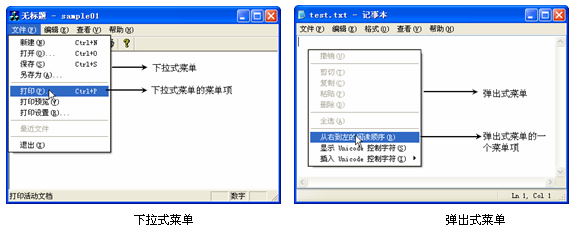 无标题 - sample01
文件(F) 编辑(E) 查看(V) 帮助(H)
新建(N) Ctrl+N
打开(O)... Ctrl+O
保存(S) Ctrl+S
另存为(A)...
打印(P)... Ctrl+P
打印预览(V)
打印设置(R)...
最近文件
退出(X)
打印活动文档
数字
下拉式菜单
下拉式菜单的菜单项
下拉式菜单
test.txt - 记事本
文件(F) 编辑(E) 格式(O) 查看(V) 帮助(H)
撤销(U)
剪切(T)
复制(C)
粘贴(P)
删除(D)
全选(A)
从右到左的阅读顺序(R)
显示 Unicode 控制字符(S)
插入 Unicode 控制字符(I)
Ln 1, Col 1
弹出式菜单
弹出式菜单的一
个菜单项
弹出式菜单